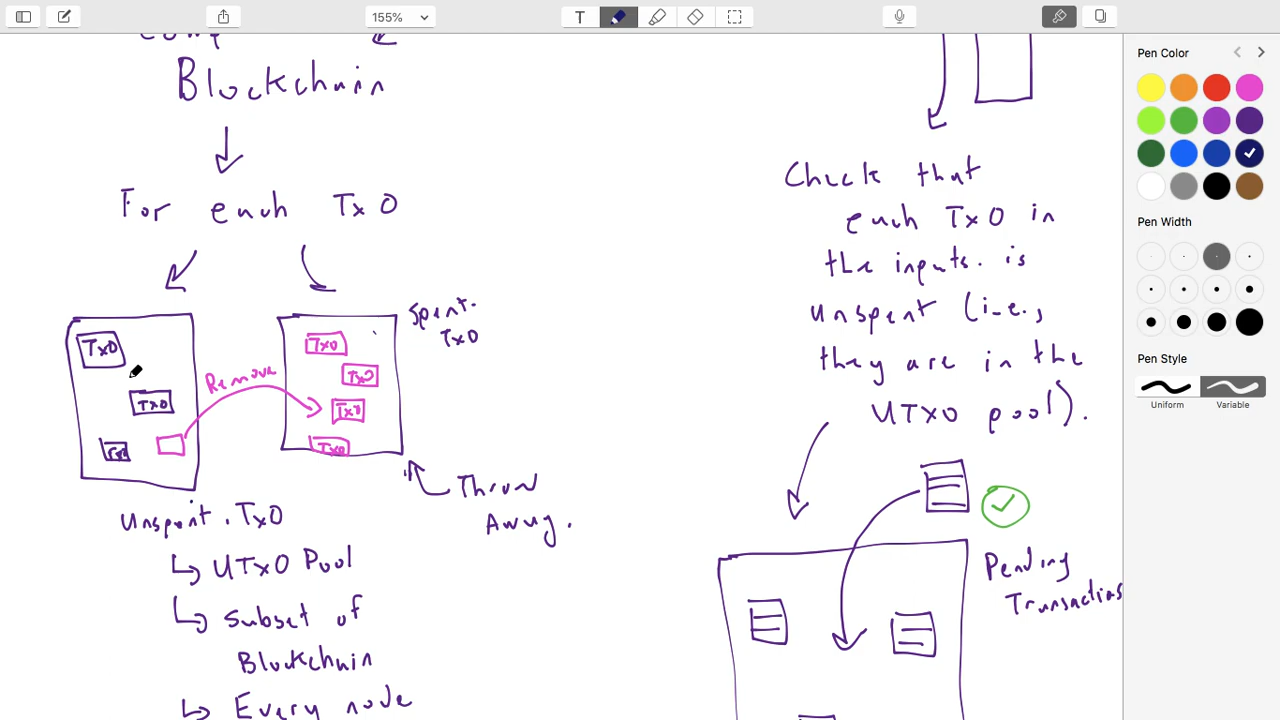 155%
T
Blockchain
For each TxO
Spent.
TxO
TxO
TxO
TxO
TxO
TxO
TxO
Remove
TxO
Throw
Away.
Unspent. TxO
↳ UTxO Pool
↳ Subset of
Blockchain
↳ Every node
Check that
each TxO in
the inputs. is
unspent (i.e.,
they are in the
UTXO pool).
Pending
Transactions
Pen Color
Pen Width
Pen Style
Uniform
Variable